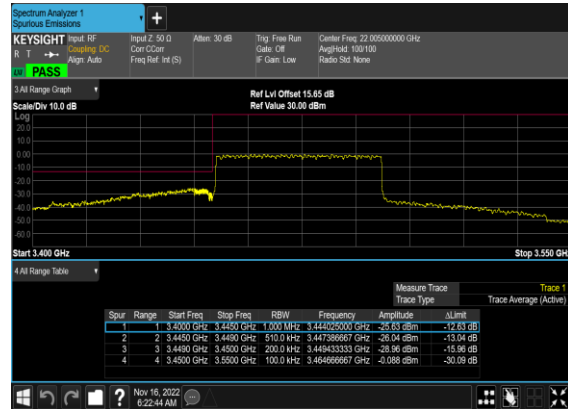 Spectrum Analyzer 1
Spurious Emissions
KEYSIGHT Input: RF Input Z: 50 Ω Atten: 30 dB Trig: Free Run Center Freq: 22.005000000 GHz
R T Coupling: DC Corr CCorr Gate: Off Avg|Hold: 100/100
Align: Auto Freq Ref: Int (S) IF Gain: Low Radio Std: None
LW PASS
3 All Range Graph
Ref Lvl Offset 15.65 dB
Scale/Div 10.0 dB Ref Value 30.00 dBm
Log
20.0
10.0
0.00
-10.0
-20.0
-30.0
-40.0
-50.0
-60.0
Start 3.400 GHz Stop 3.550 GHz
4 All Range Table
Measure Trace Trace 1
Trace Type Trace Average (Active)
Spur Range Start Freq Stop Freq RBW Frequency Amplitude ΔLimit
1 1 3.4000 GHz 3.4450 GHz 1.000 MHz 3.444025000 GHz -25.63 dBm -12.63 dB
2 2 3.4450 GHz 3.4490 GHz 510.0 kHz 3.447386667 GHz -26.04 dBm -13.04 dB
3 3 3.4490 GHz 3.4500 GHz 200.0 kHz 3.449433333 GHz -28.96 dBm -15.96 dB
4 4 3.4500 GHz 3.5500 GHz 100.0 kHz 3.464666667 GHz -0.088 dBm -30.09 dB
? Nov 16, 2022
6:22:44 AM